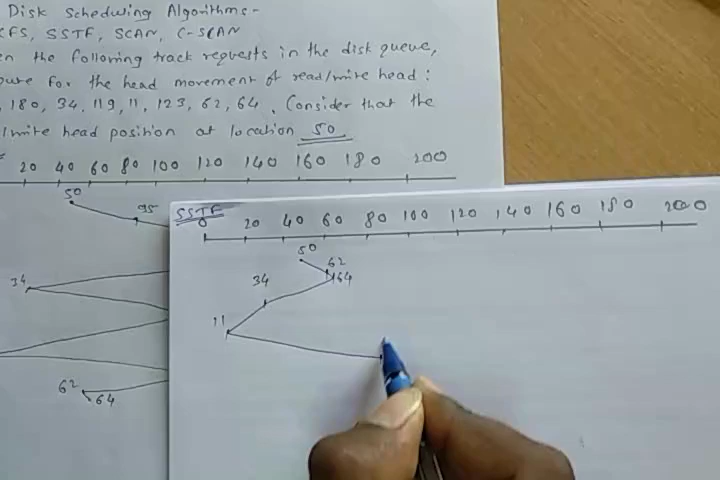 Disk Scheduling Algorithms-
CFS, SSTF, SCAN, C-SCAN
en the following track requests in the disk queue,
pute for the head movement of read/write head :
, 180, 34, 119, 11, 123, 62, 64. Consider that the
/write head position at location 50
20 40 60 80 100 120 140 160 180 200
50
95
34
62
64
SSTF
0 20 40 60 80 100 120 140 160 180 200
50
62
64
34
11